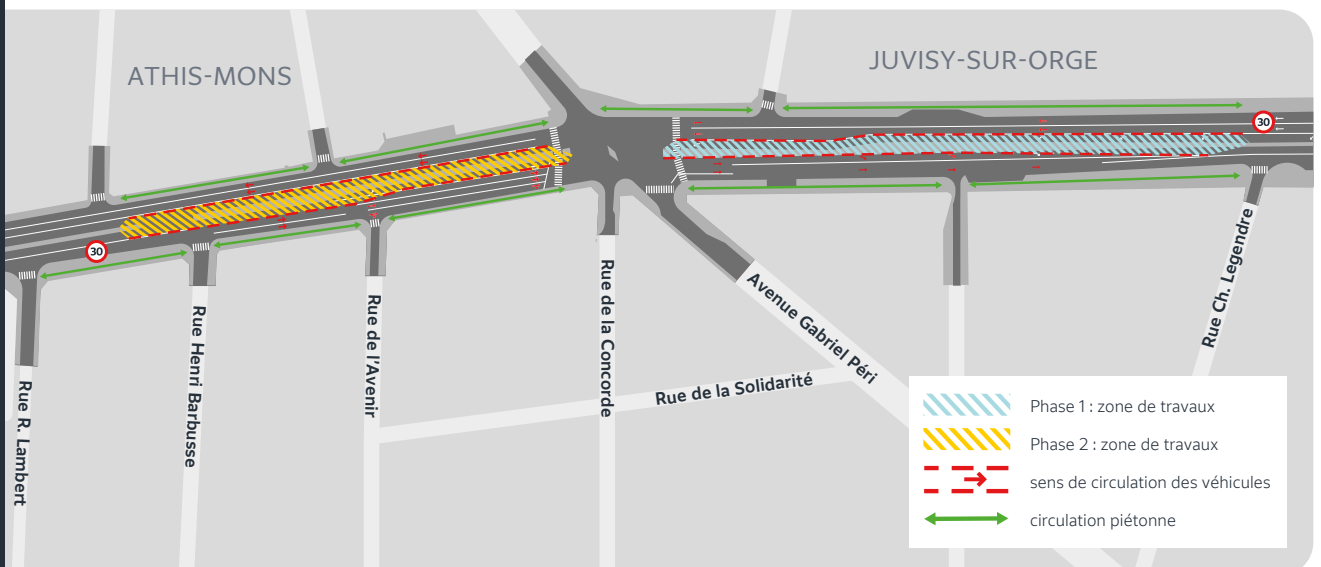 ATHIS-MONS
JUVISY-SUR-ORGE
30
30
Rue R. Lambert
Rue Henri Barbusse
Rue de l'Avenir
Rue de la Concorde
Avenue Gabriel Péri
Rue de la Solidarité
Rue Ch. Legendre
Phase 1 : zone de travaux
Phase 2 : zone de travaux
sens de circulation des véhicules
circulation piétonne